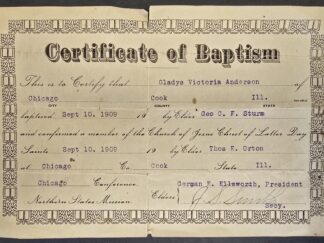 Certificate of Baptism
This is to Certify that Gladys Victoria Anderson of
Chicago Cook Ill.
CITY COUNTY STATE
baptized Sept 10, 1909 19 by Elder Geo C. F. Sturm
and confirmed a member of the Church of Jesus Christ of Latter Day
Saints Sept 10, 1909 19 by Elder Thos E. Orton
at Chicago Co Cook State Ill.
Chicago Conference. German E. Ellsworth, President
Northern States Mission Elders
Secy.